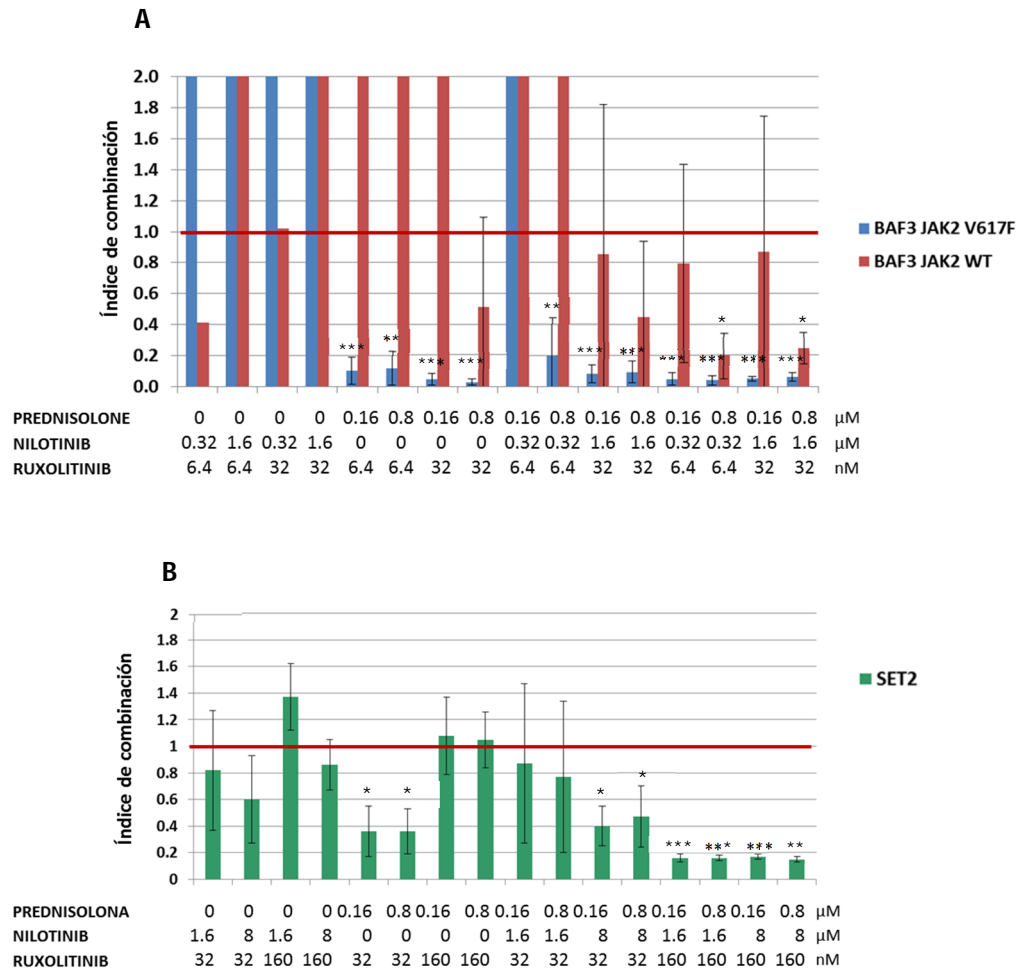 A
Índice de combinación
2.0
1.8
1.6
1.4
1.2
1.0
0.8
0.6
0.4
0.2
0.0
*** ** *** *** ** *** *** *** * *** *** * ***
BAF3 JAK2 V617F
BAF3 JAK2 WT
PREDNISOLONE 0 0 0 0 0.16 0.8 0.16 0.8 0.16 0.8 0.16 0.8 0.16 0.8 0.16 0.8 µM
NILOTINIB 0.32 1.6 0.32 1.6 0 0 0 0 0.32 0.32 1.6 1.6 0.32 0.32 1.6 1.6 µM
RUXOLITINIB 6.4 6.4 32 32 6.4 6.4 32 32 6.4 6.4 32 32 6.4 6.4 32 32 nM
B
Índice de combinación
2
1.8
1.6
1.4
1.2
1
0.8
0.6
0.4
0.2
0
* * * * *** *** *** **
SET2
PREDNISOLONA 0 0 0 0 0.16 0.8 0.16 0.8 0.16 0.8 0.16 0.8 0.16 0.8 0.16 0.8 µM
NILOTINIB 1.6 8 1.6 8 0 0 0 0 1.6 1.6 8 8 1.6 1.6 8 8 µM
RUXOLITINIB 32 32 160 160 32 32 160 160 32 32 32 32 160 160 160 160 nM